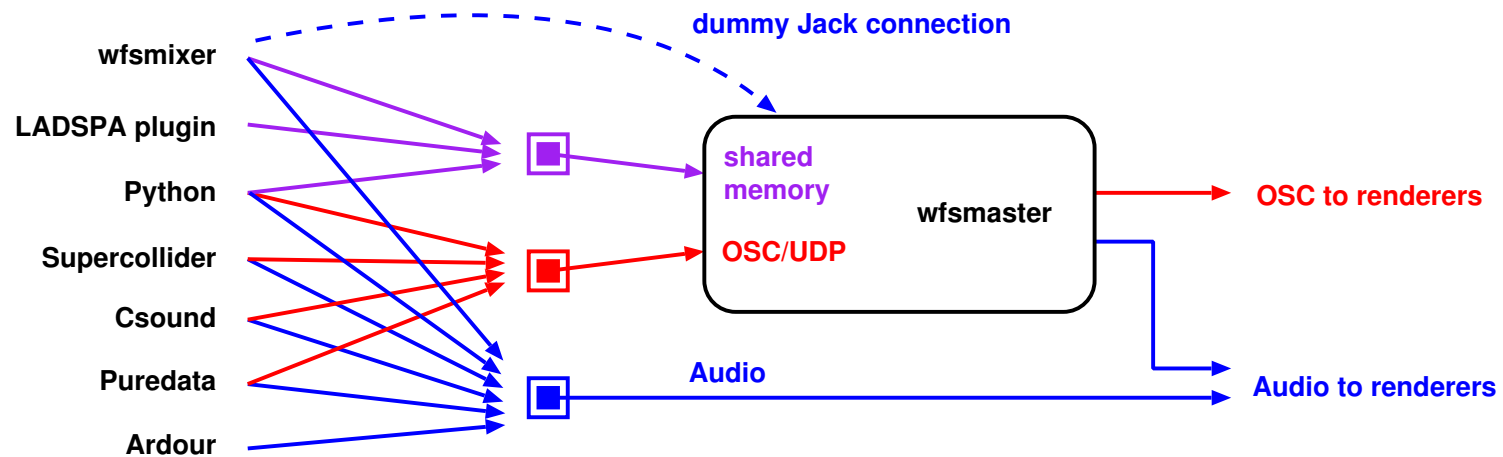 dummy Jack connection
wfsmixer
LADSPA plugin
Python
Supercollider
Csound
Puredata
Ardour
shared
memory
OSC/UDP
wfsmaster
Audio
OSC to renderers
Audio to renderers